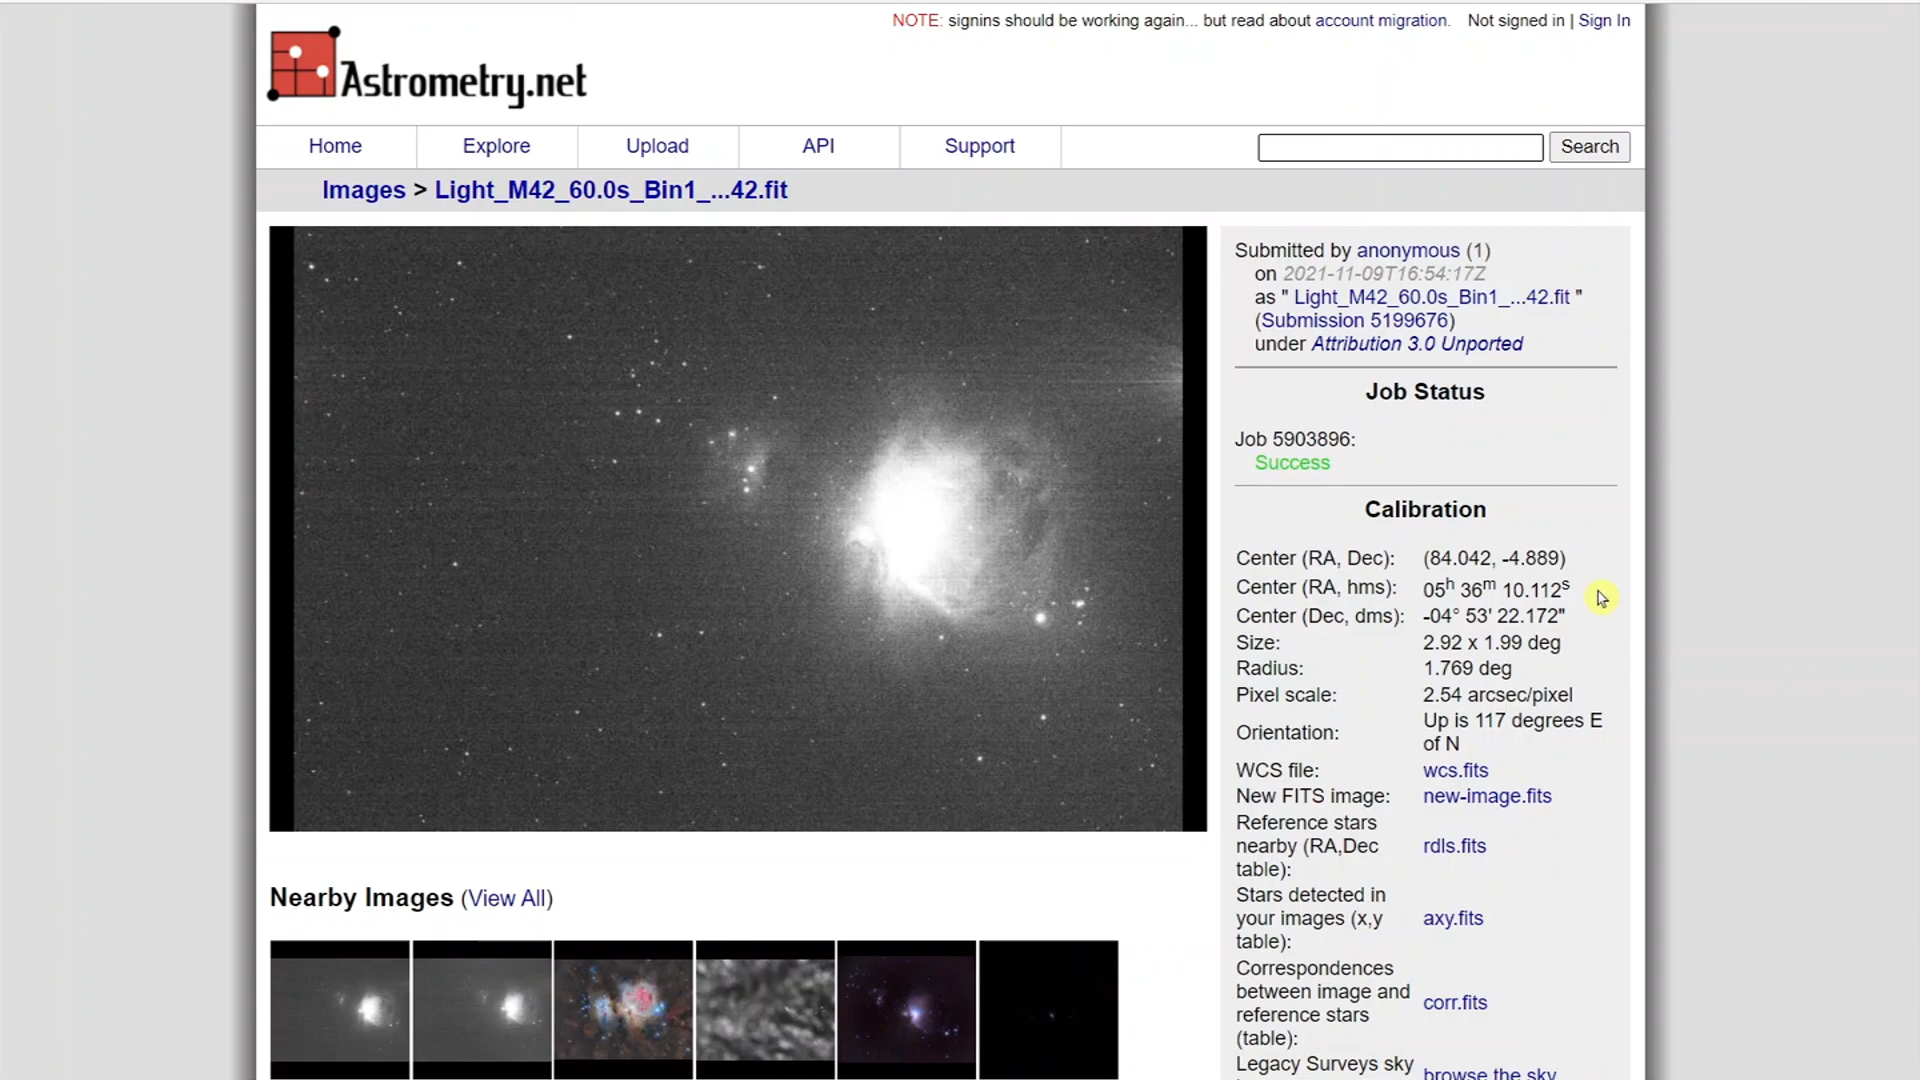 NOTE: signins should be working again... but read about account migration. Not signed in | Sign In
Astrometry.net
Home Explore Upload API Support Search
Images > Light_M42_60.0s_Bin1_...42.fit
Submitted by anonymous (1)
on 2021-11-09T16:54:17Z
as " Light_M42_60.0s_Bin1_...42.fit "
(Submission 5199676)
under Attribution 3.0 Unported
Job Status
Job 5903896:
Success
Calibration
Center (RA, Dec): (84.042, -4.889)
Center (RA, hms): 05h 36m 10.112s
Center (Dec, dms): -04° 53' 22.172"
Size: 2.92 x 1.99 deg
Radius: 1.769 deg
Pixel scale: 2.54 arcsec/pixel
Orientation: Up is 117 degrees E
of N
WCS file: wcs.fits
New FITS image: new-image.fits
Reference stars
nearby (RA,Dec rdls.fits
table):
Stars detected in
your images (x,y axy.fits
table):
Correspondences
between image and corr.fits
reference stars
(table):
Legacy Surveys sky
browse the sky
Nearby Images (View All)